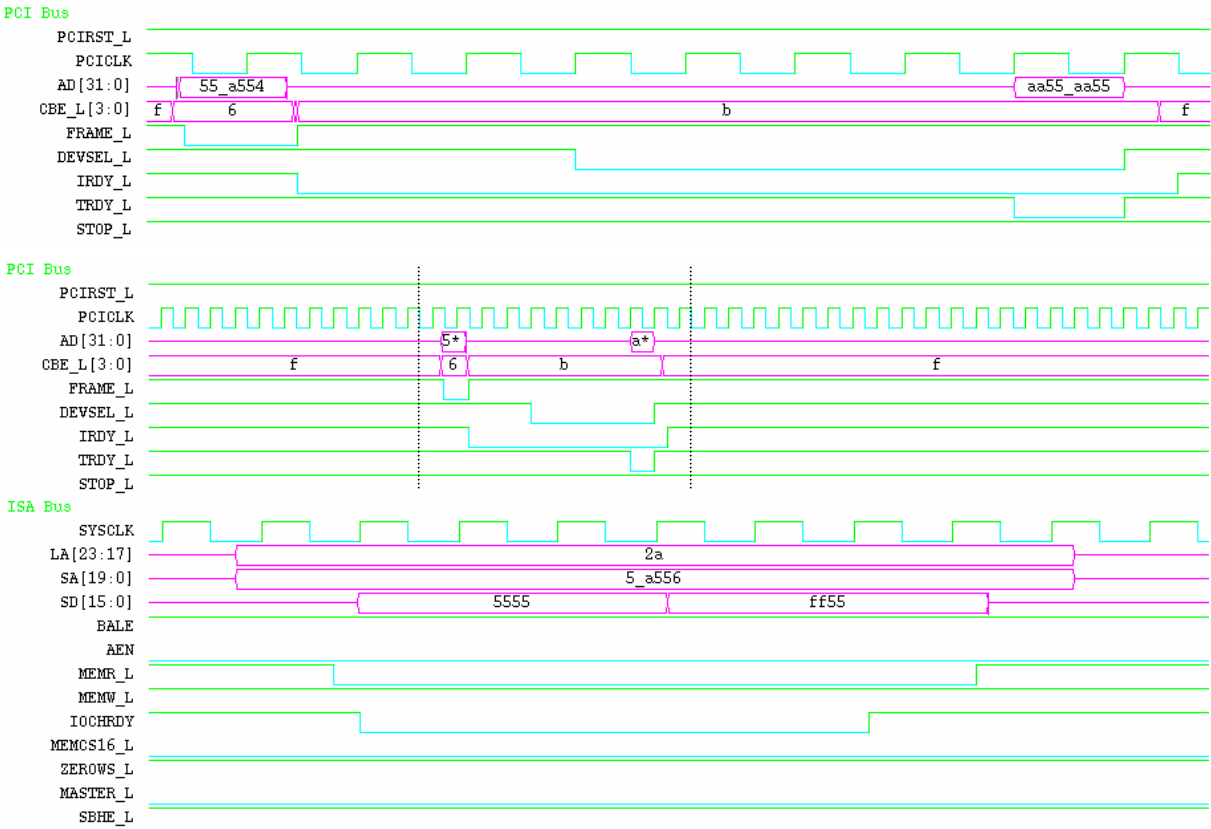 PCI Bus
PCIRST_L
PCICLK
AD[31:0] 55_a554 aa55_aa55
CBE_L[3:0] f 6 b f
FRAME_L
DEVSEL_L
IRDY_L
TRDY_L
STOP_L
PCI Bus
PCIRST_L
PCICLK
AD[31:0] 5* a*
CBE_L[3:0] f 6 b f
FRAME_L
DEVSEL_L
IRDY_L
TRDY_L
STOP_L
ISA Bus
SYSCLK
LA[23:17] 2a
SA[19:0] 5_a556
SD[15:0] 5555 ff55
BALE
AEN
MEMR_L
MEMW_L
IOCHRDY
MEMCS16_L
ZEROWS_L
MASTER_L
SBHE_L